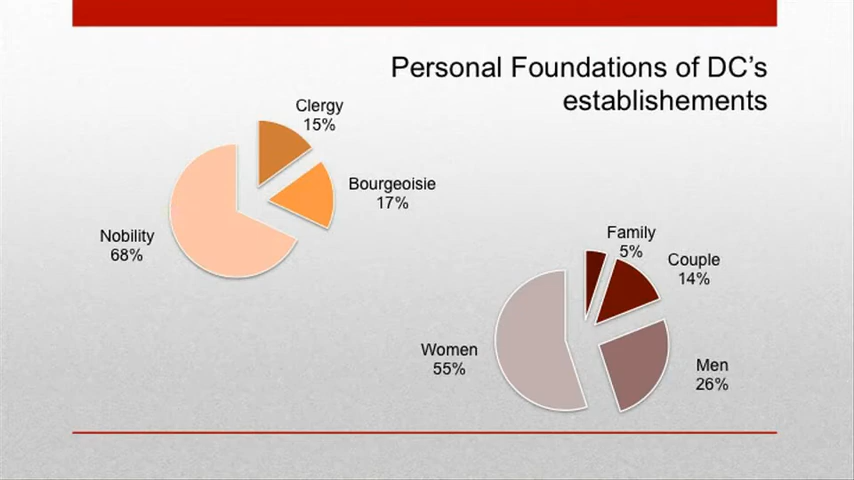 Personal Foundations of DC's
establishements
Clergy
15%
Bourgeoisie
17%
Nobility
68%
Family
5%
Couple
14%
Women
55%
Men
26%